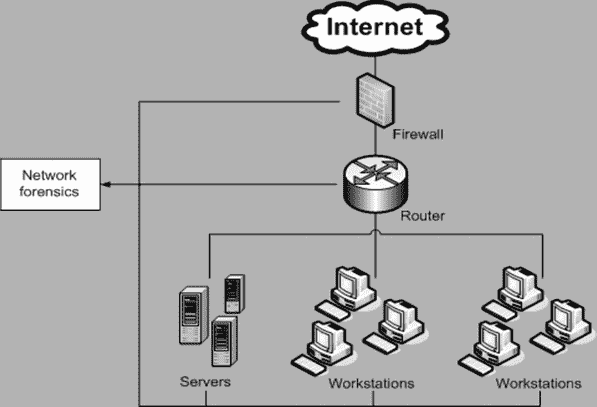 Internet
Firewall
Network
forensics
Router
Servers
Workstations
Workstations